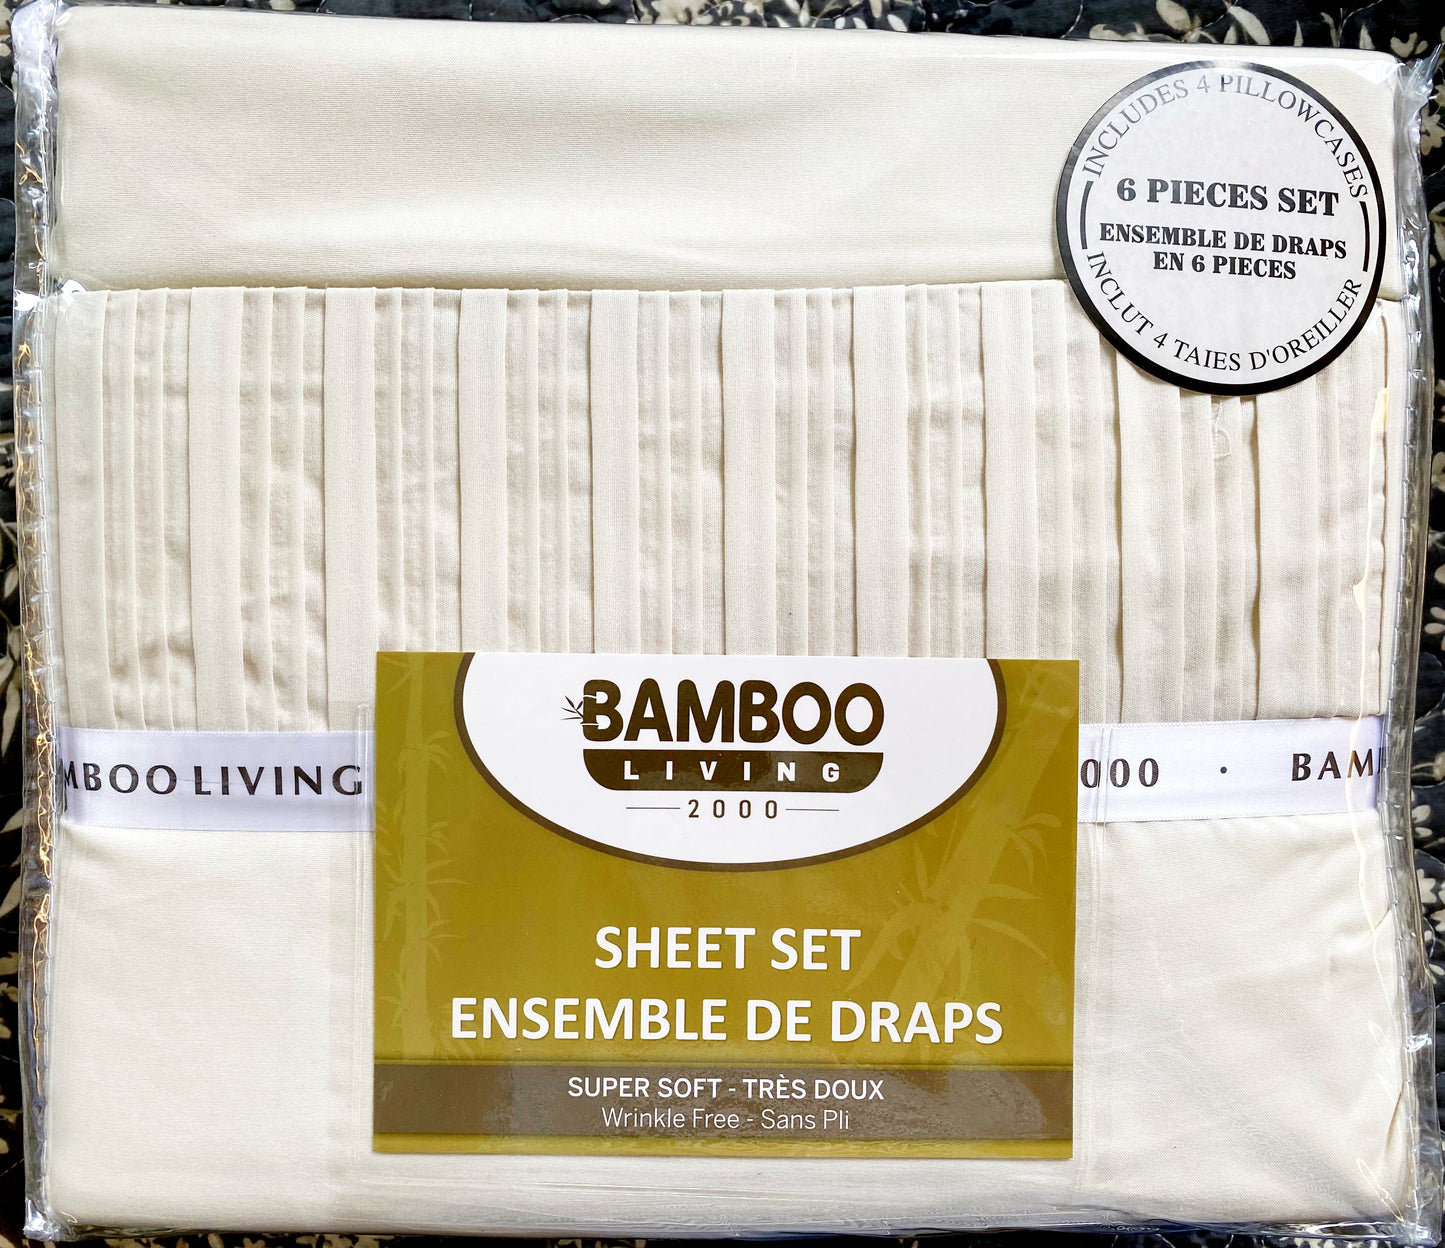 INCLUDES 4 PILLOWCASES
6 PIECES SET
ENSEMBLE DE DRAPS
EN 6 PIECES
INCLUT 4 TAIES D'OREILLER
BAMBOO
LIVING
2000
MBOO LIVING
000 · BAM
SHEET SET
ENSEMBLE DE DRAPS
SUPER SOFT - TRÈS DOUX
Wrinkle Free - Sans Pli